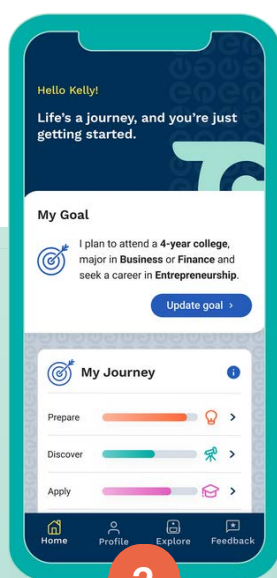 Hello Kelly!
Life's a journey, and you're just
getting started.
My Goal
I plan to attend a 4-year college,
major in Business or Finance and
seek a career in Entrepreneurship.
Update goal >
My Journey
i
Prepare >
Discover >
Apply >
Home Profile Explore Feedback